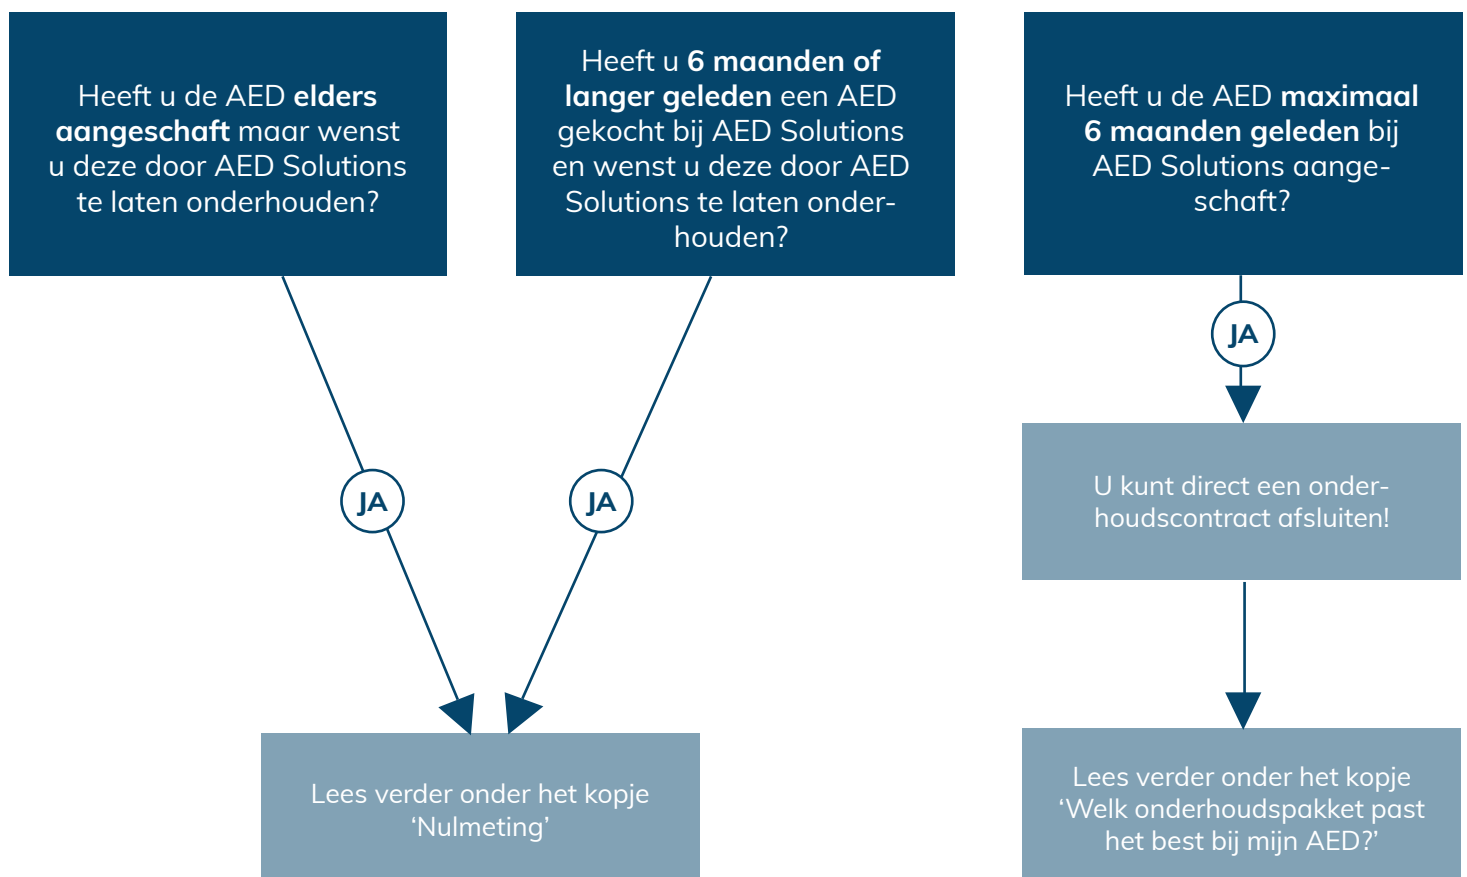 Heeft u de AED elders
aangeschaft maar wenst
u deze door AED Solutions
te laten onderhouden?
Heeft u 6 maanden of
langer geleden een AED
gekocht bij AED Solutions
en wenst u deze door AED
Solutions te laten onder-
houden?
Heeft u de AED maximaal
6 maanden geleden bij
AED Solutions aange-
schaft?
JA
JA
JA
U kunt direct een onder-
houdscontract afsluiten!
Lees verder onder het kopje
‘Nulmeting’
Lees verder onder het kopje
‘Welk onderhoudspakket past
het best bij mijn AED?’